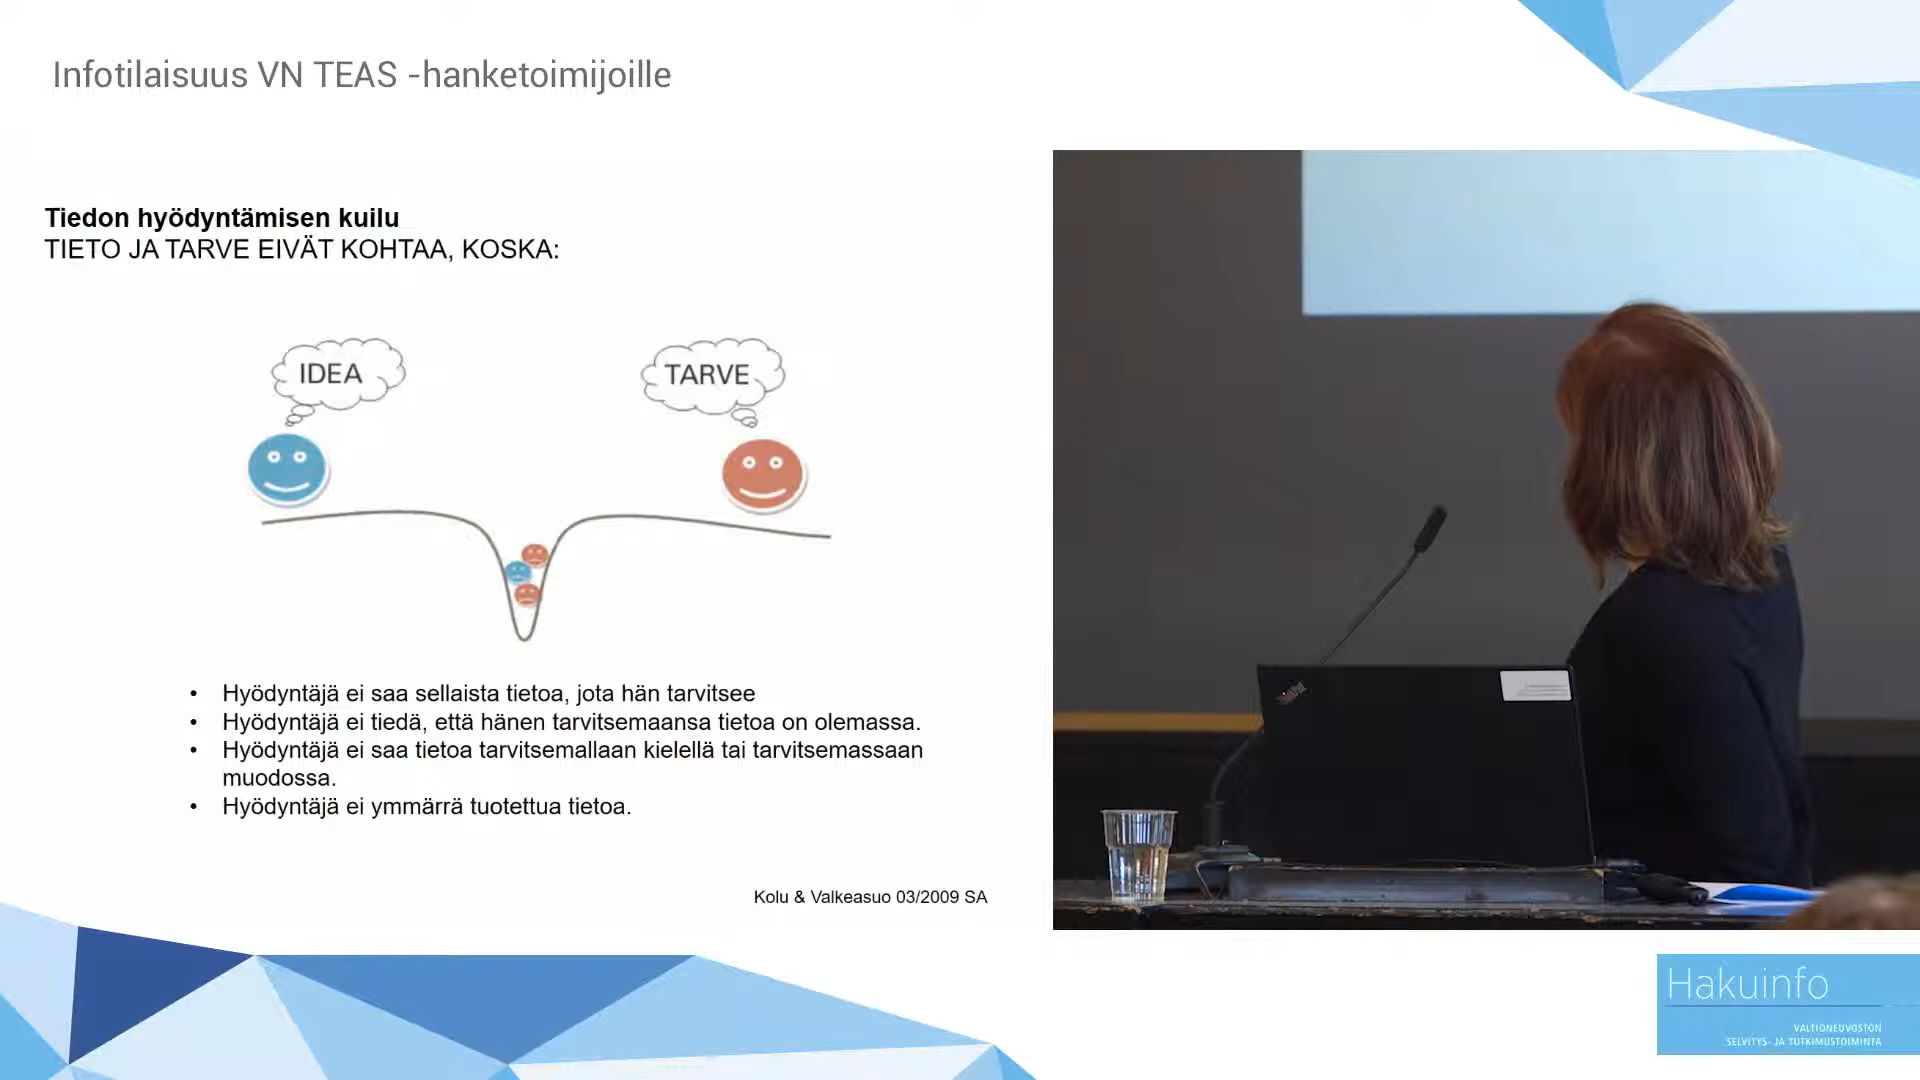 Infotilaisuus VN TEAS -hanketoimijoille
Tiedon hyödyntämisen kuilu
TIETO JA TARVE EIVÄT KOHTAA, KOSKA:
IDEA
TARVE
• Hyödyntäjä ei saa sellaista tietoa, jota hän tarvitsee
• Hyödyntäjä ei tiedä, että hänen tarvitsemaansa tietoa on olemassa.
• Hyödyntäjä ei saa tietoa tarvitsemallaan kielellä tai tarvitsemassaan
muodossa.
• Hyödyntäjä ei ymmärrä tuotettua tietoa.
Kolu & Valkeasuo 03/2009 SA
ThinkPad
Hakuinfo
VALTIONEUVOSTON
SELVITYS- JA TUTKIMUSTOIMINTA